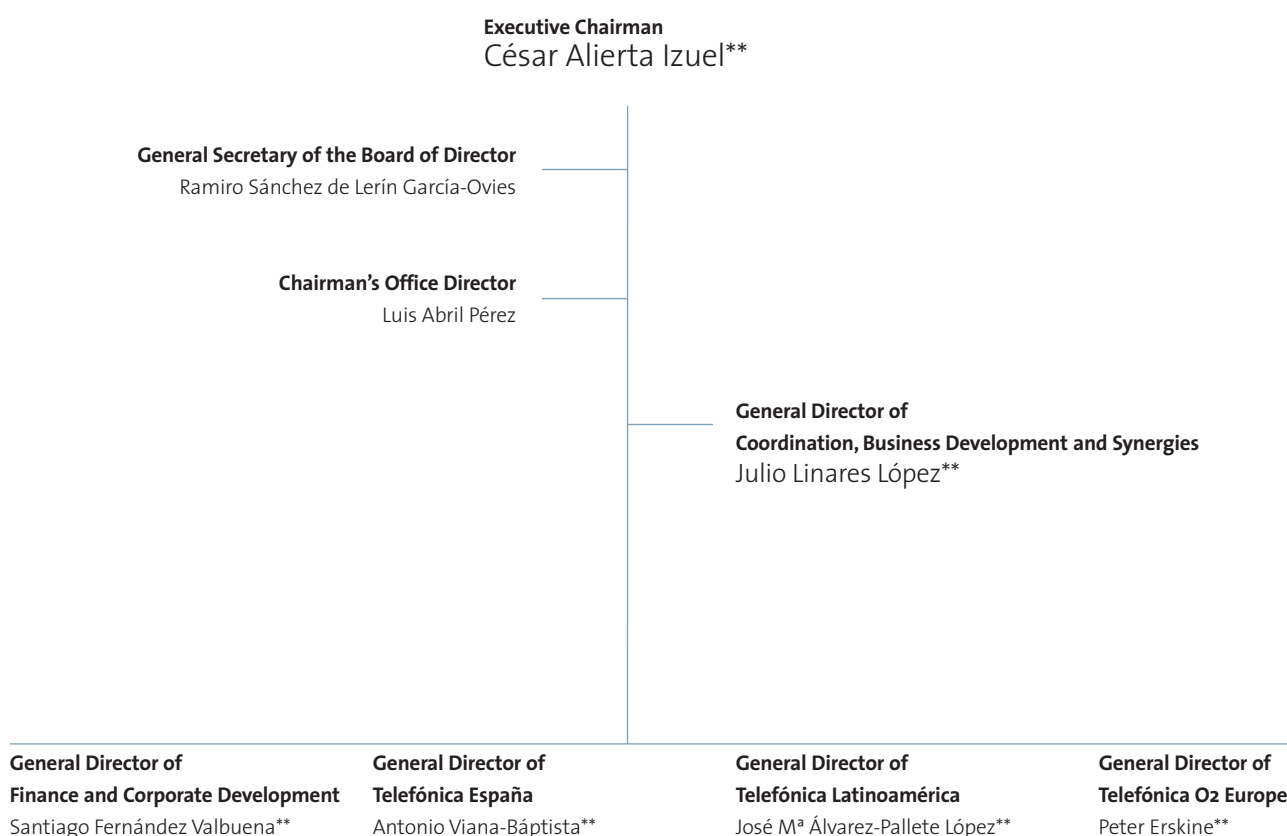 Executive Chairman
César Alierta Izuel**
General Secretary of the Board of Director
Ramiro Sánchez de Lerín García-Ovies
Chairman’s Office Director
Luis Abril Pérez
General Director of
Coordination, Business Development and Synergies
Julio Linares López**
General Director of
Finance and Corporate Development
Santiago Fernández Valbuena**
General Director of
Telefónica España
Antonio Viana-Báptista**
General Director of
Telefónica Latinoamérica
José Mª Álvarez-Pallete López**
General Director of
Telefónica O2 Europe
Peter Erskine**